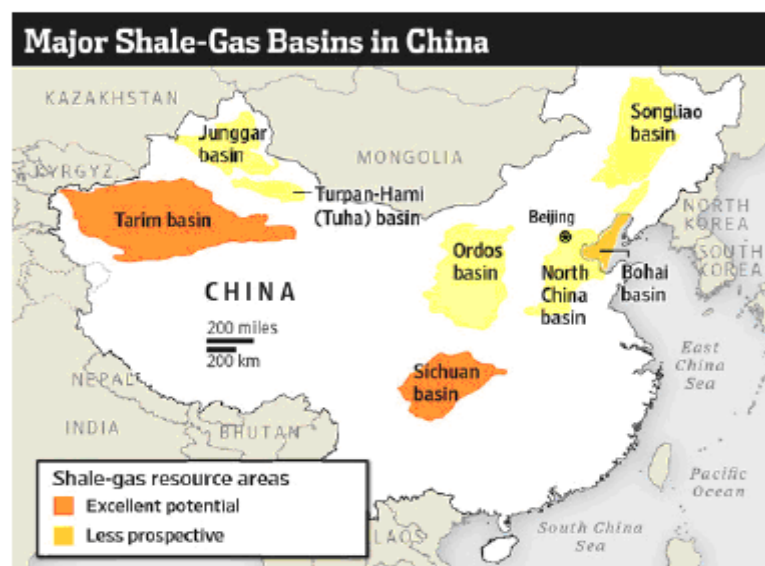 Major Shale-Gas Basins in China
KAZAKHSTAN
Junggar
basin
Songliao
basin
MONGOLIA
KYRGYZ.
Turpan-Hami
(Tuha) basin
Tarim basin
Beijing
NORTH
KOREA
SOUTH
KOREA
Ordos
basin
North
China
basin
Bohai
basin
CHINA
200 miles
200 km
East
China
Sea
Sichuan
basin
NEPAL
INDIA
BHUTAN
Shale-gas resource areas
Excellent potential
Less prospective
Pacific
Ocean
LAOS
South China
Sea